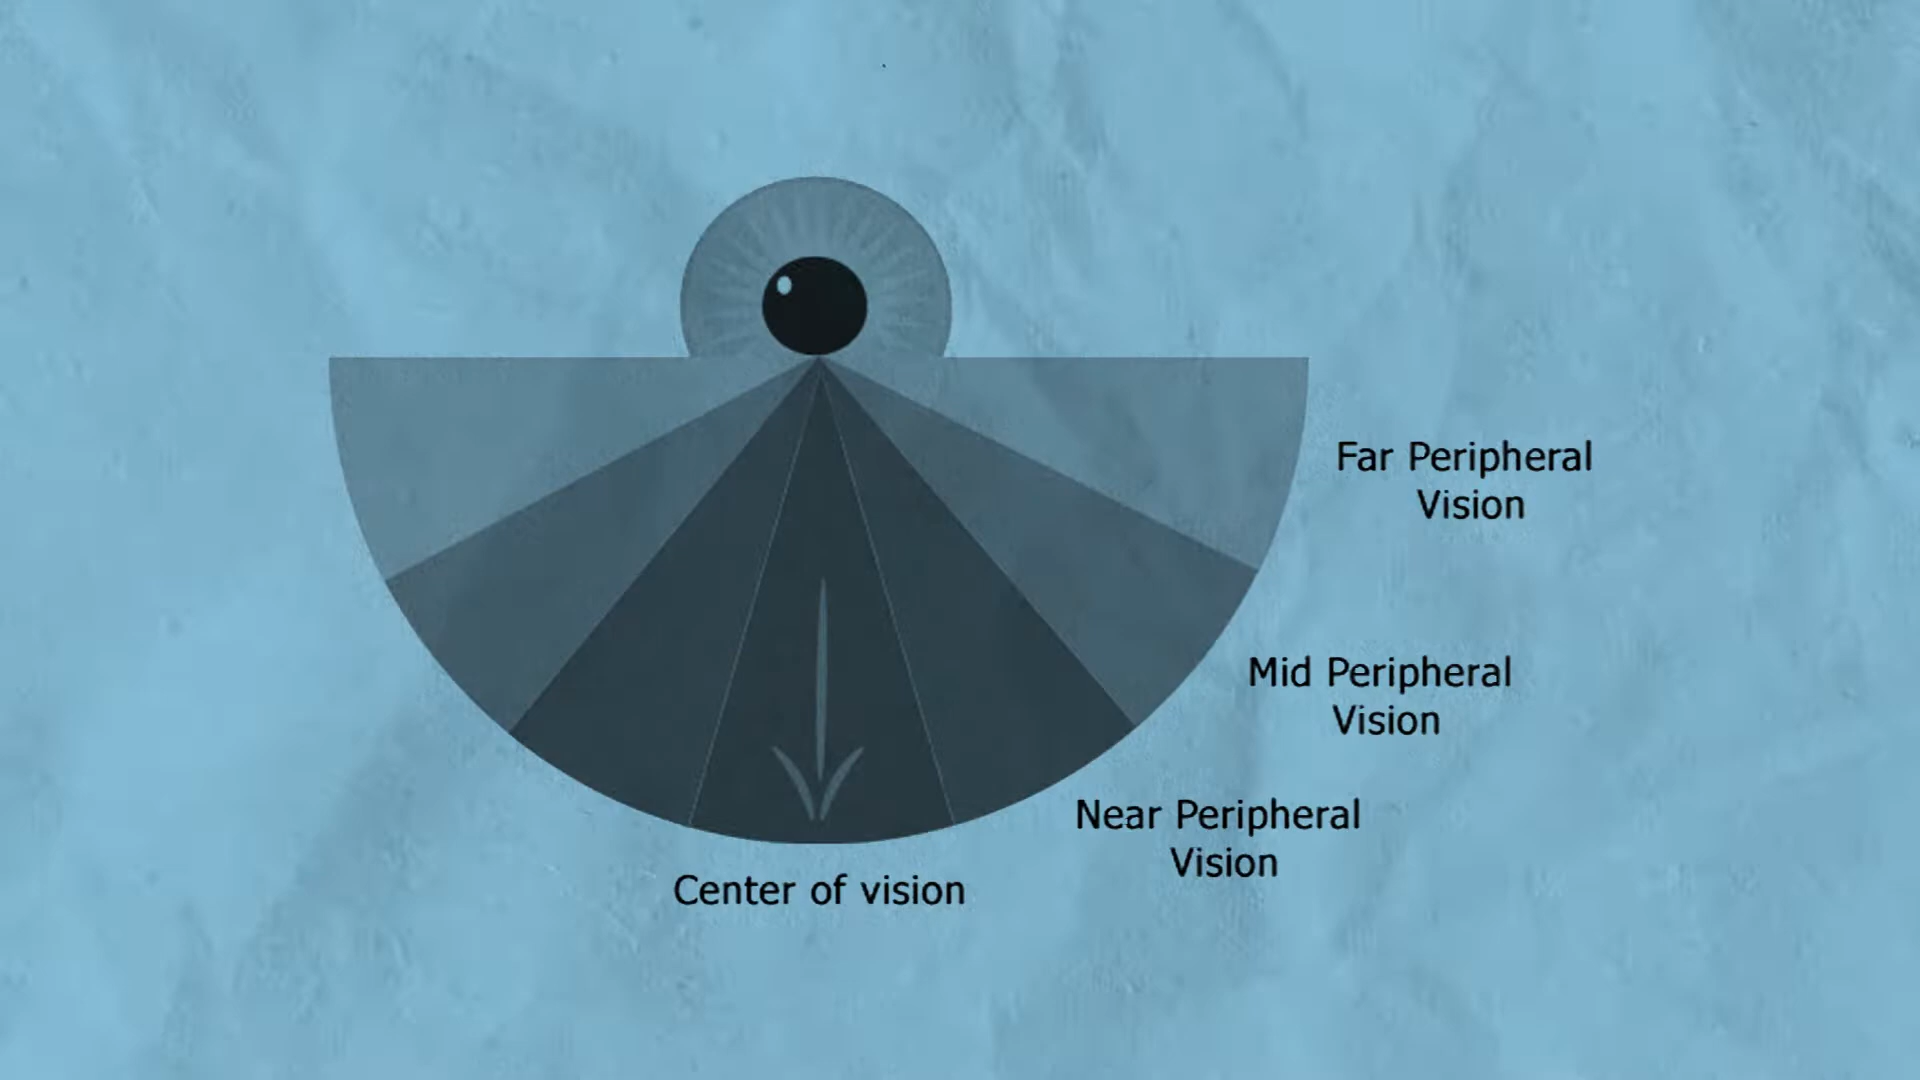 Far Peripheral
Vision
Mid Peripheral
Vision
Near Peripheral
Vision
Center of vision